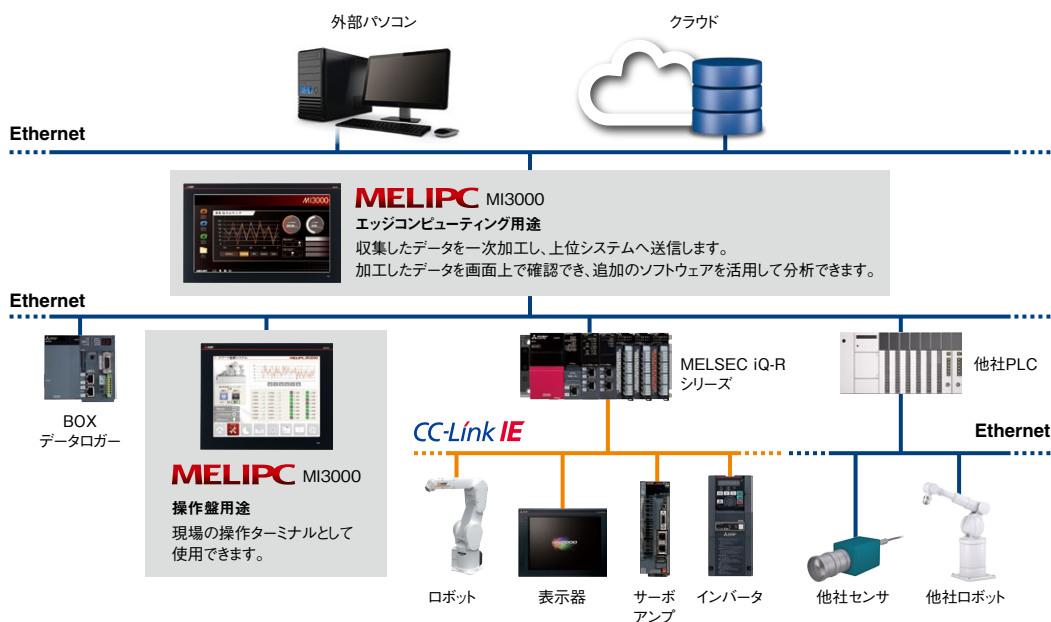 外部パソコン
クラウド
Ethernet
MI3000
MELIPC
MELIPC MI3000
エッジコンピューティング用途
収集したデータを一次加工し、上位システムへ送信します。
加工したデータを画面上で確認でき、追加のソフトウェアを活用して分析できます。
Ethernet
BOX
データロガー
MELIPC MI3000
操作盤用途
現場の操作ターミナルとして
使用できます。
MELSEC iQ-R
シリーズ
他社PLC
CC-Link IE
Ethernet
ロボット
表示器
サーボ
アンプ
インバータ
他社センサ
他社ロボット